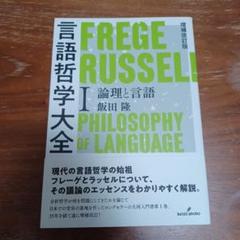 増補改訂版
言語哲学大全
FREGE
RUSSELL
I 論理と言語
飯田 隆
PHILOSOPHY
OF LANGUAGE
現代の言語哲学の始祖
フレーゲとラッセルについて、
その議論のエッセンスをわかりやすく解説。